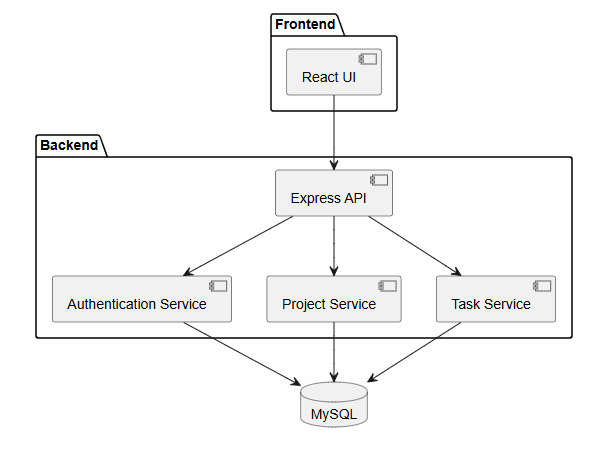 Frontend
React UI
Backend
Express API
Authentication Service
Project Service
Task Service
MySQL